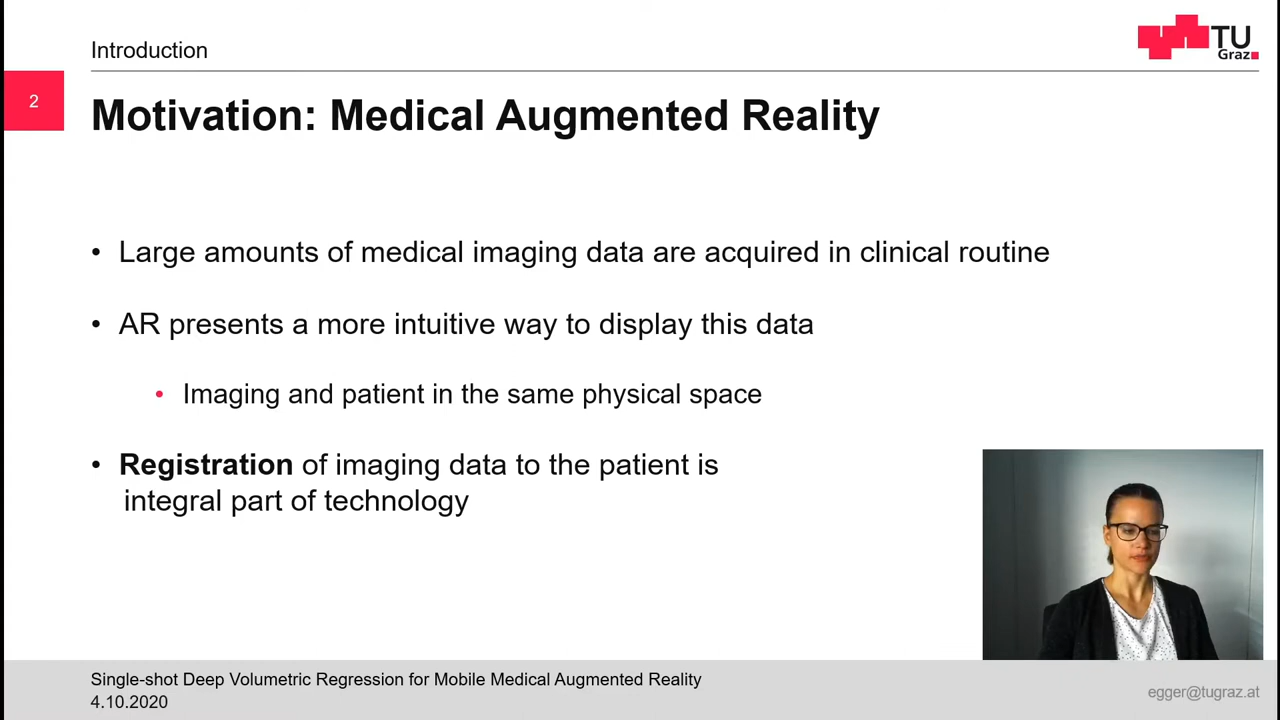 Introduction
TU
Graz
2
Motivation: Medical Augmented Reality
• Large amounts of medical imaging data are acquired in clinical routine
• AR presents a more intuitive way to display this data
• Imaging and patient in the same physical space
• Registration of imaging data to the patient is
integral part of technology
Single-shot Deep Volumetric Regression for Mobile Medical Augmented Reality
4.10.2020
egger@tugraz.at